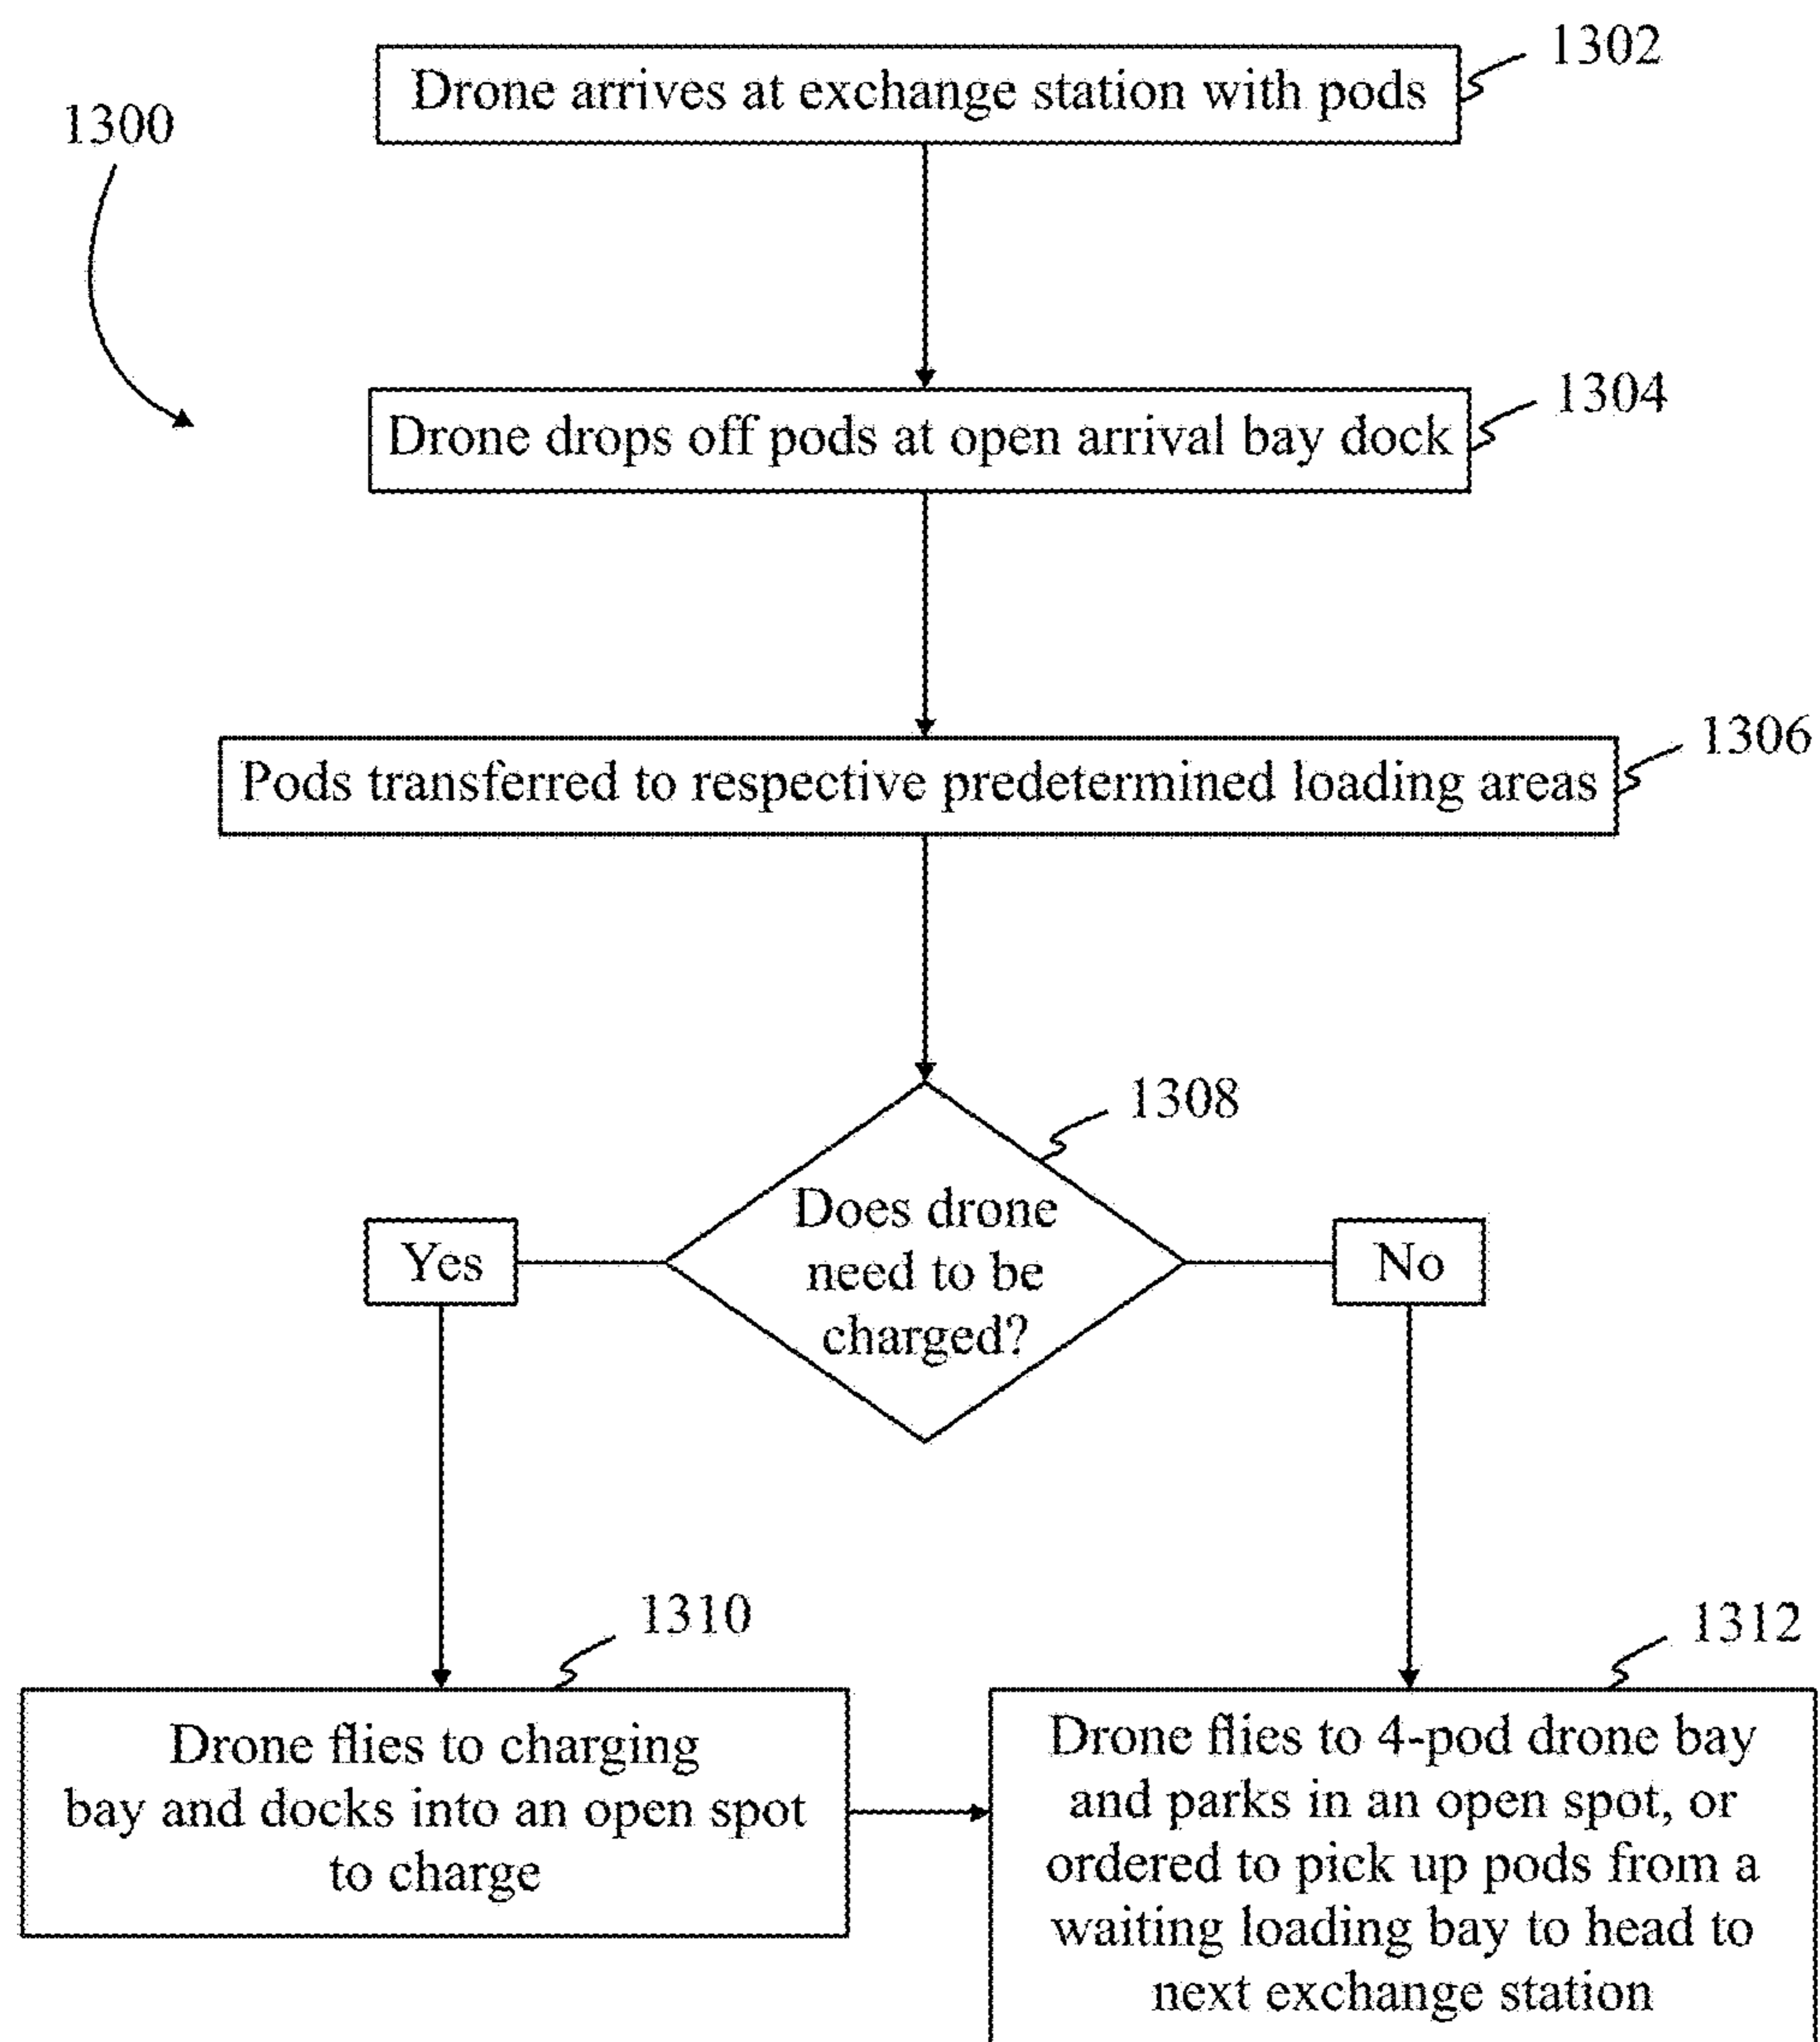 1302
Drone arrives at exchange station with pods
1300
1304
Drone drops off pods at open arrival bay dock
1306
Pods transferred to respective predetermined loading areas
1308
Does drone
need to be
charged?
Yes
No
1310
1312
Drone flies to charging
bay and docks into an open spot
to charge
Drone flies to 4-pod drone bay
and parks in an open spot, or
ordered to pick up pods from a
waiting loading bay to head to
next exchange station